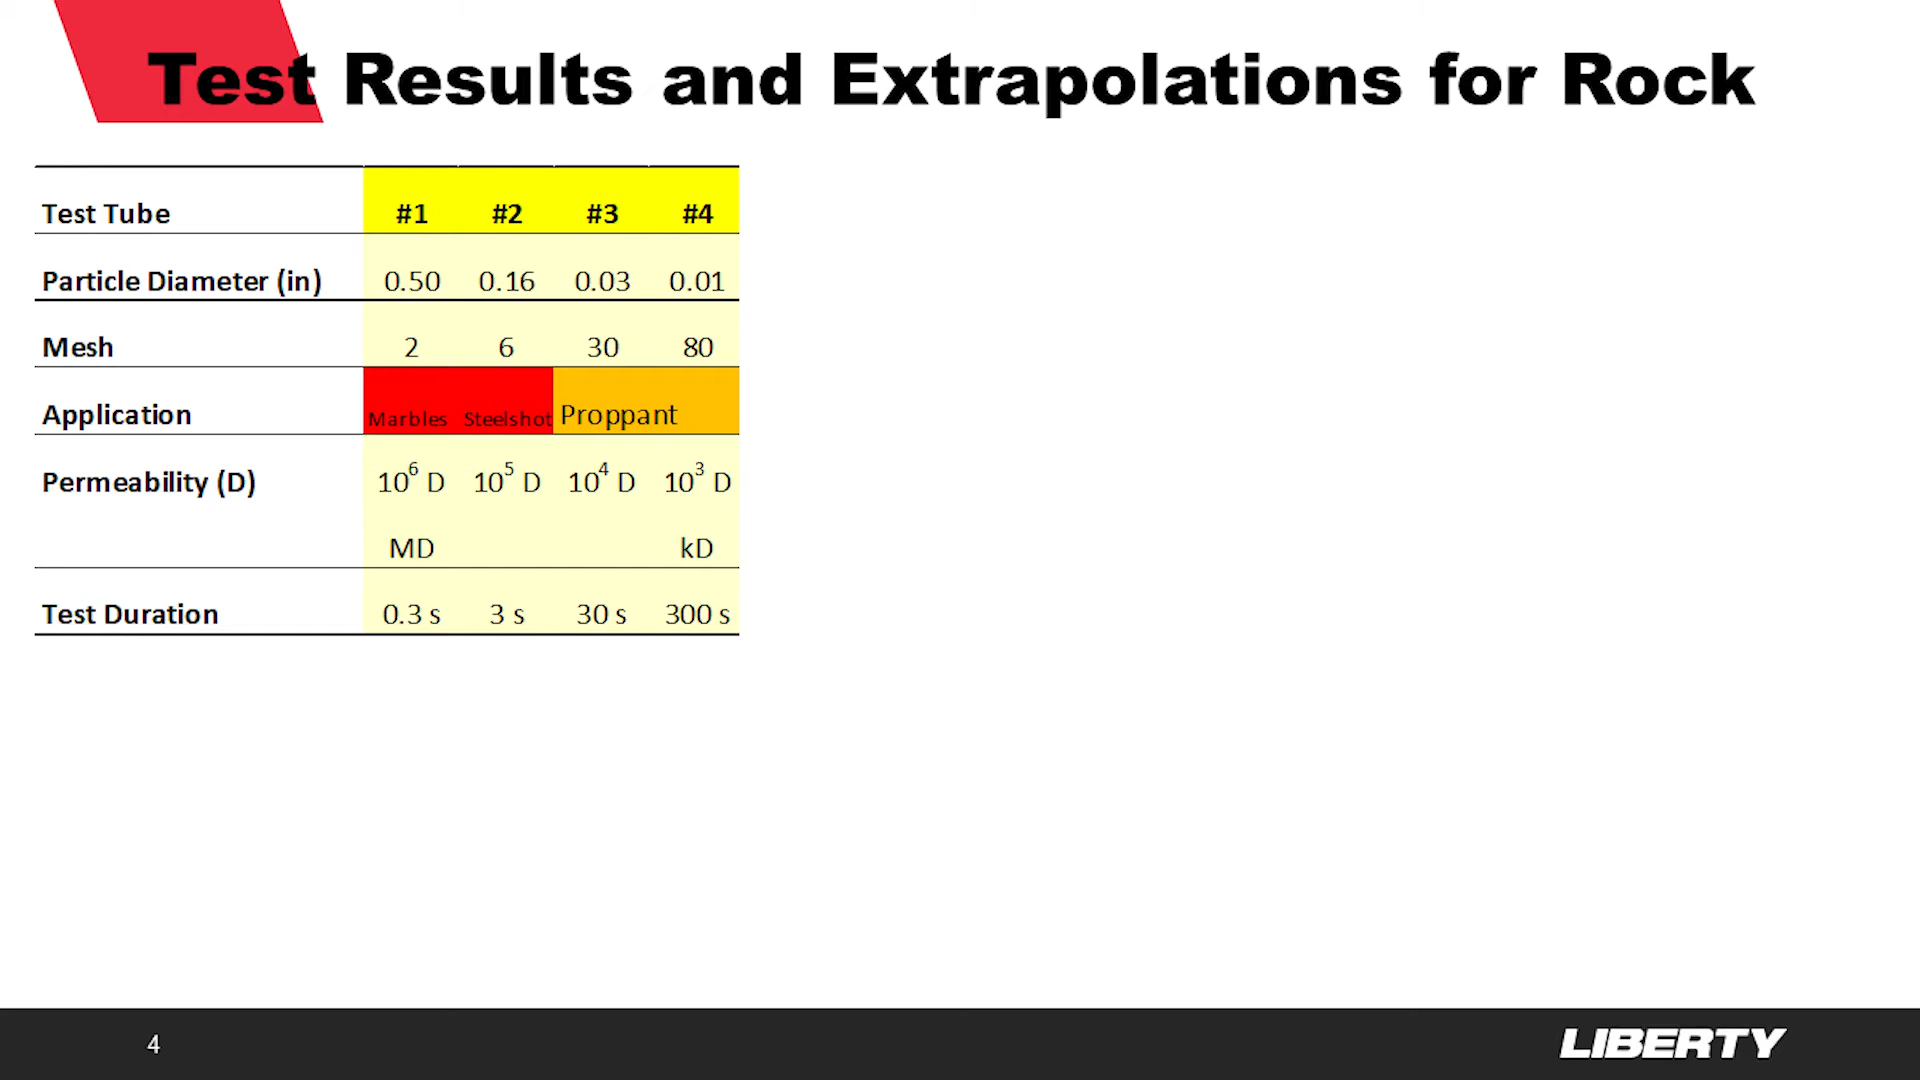 Test Results and Extrapolations for Rock
Test Tube #1 #2 #3 #4
Particle Diameter (in) 0.50 0.16 0.03 0.01
Mesh 2 6 30 80
Application Marbles Steelshot Proppant
Permeability (D) 10⁶ D 10⁵ D 10⁴ D 10³ D
MD kD
Test Duration 0.3 s 3 s 30 s 300 s
4
LIBERTY